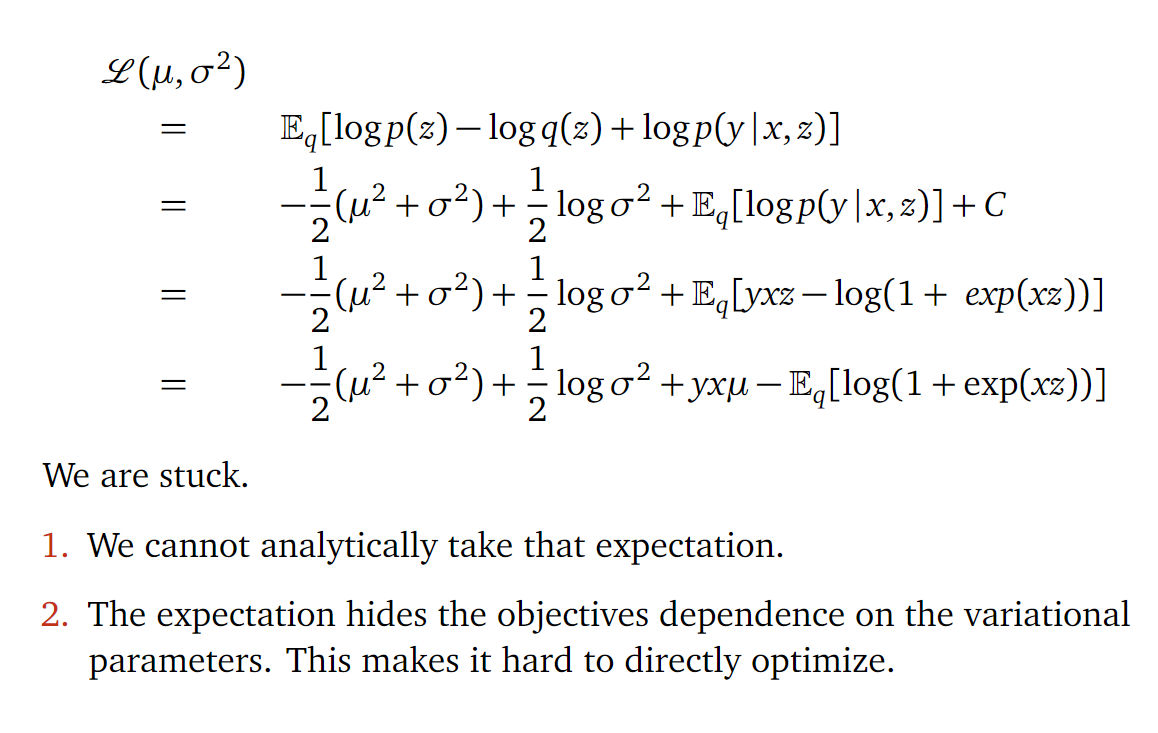 ℒ(μ, σ²)
= 𝔼_q[log p(z) − log q(z) + log p(y | x, z)]
= −1/2(μ² + σ²) + 1/2 log σ² + 𝔼_q[log p(y | x, z)] + C
= −1/2(μ² + σ²) + 1/2 log σ² + 𝔼_q[yxz − log(1 + exp(xz))]
= −1/2(μ² + σ²) + 1/2 log σ² + yxμ − 𝔼_q[log(1 + exp(xz))]
We are stuck.
1. We cannot analytically take that expectation.
2. The expectation hides the objectives dependence on the variational
parameters. This makes it hard to directly optimize.